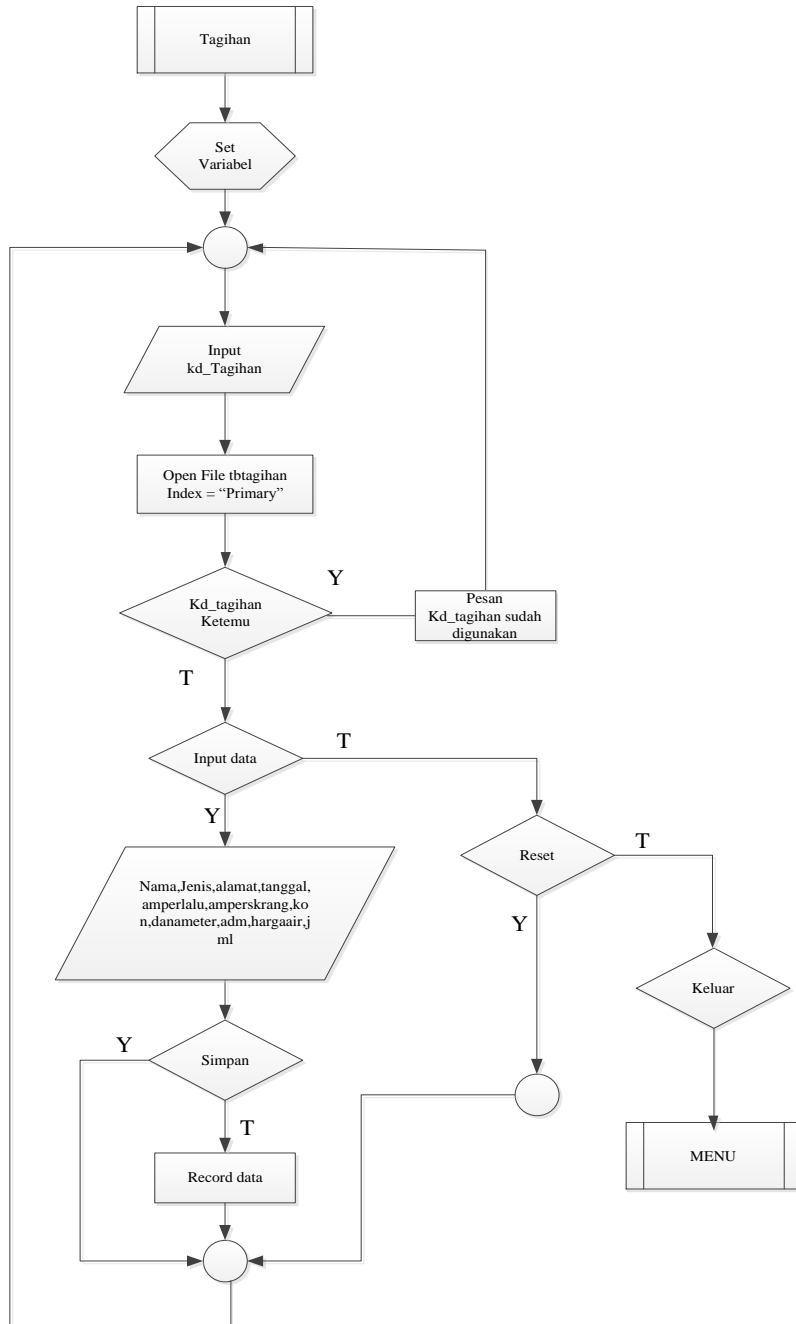 Tagihan
Set
Variabel
Input
kd_Tagihan
Open File tbtagihan
Index = “Primary”
Kd_tagihan
Ketemu
Y
Pesan
Kd_tagihan sudah
digunakan
T
Input data
T
Y
Reset
T
Nama,Jenis,alamat,tanggal,
amperlalu,amperskrang,ko
n,danameter,adm,hargaair,j
ml
Y
Keluar
Simpan
Y
T
Record data
MENU